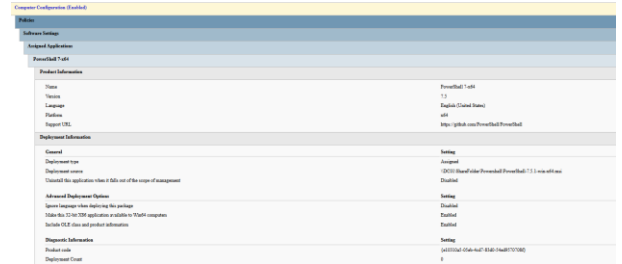 Computer Configuration (Enabled)
Policies
Software Settings
Assigned Applications
PowerShell 7-x64
Product Information
Name PowerShell 7-x64
Version 7.3
Language English (United States)
Platform x64
Support URL https://github.com/PowerShell/PowerShell
Deployment Information
General Setting
Deployment type Assigned
Deployment source
Uninstall this application when it falls out of the scope of management Disabled
Advanced Deployment Options Setting
Ignore language when deploying this package Disabled
Make this 32-bit X86 application available to Win64 computers Enabled
Include OLE class and product information Enabled
Diagnostic Information Setting
Product code
Deployment Count 0